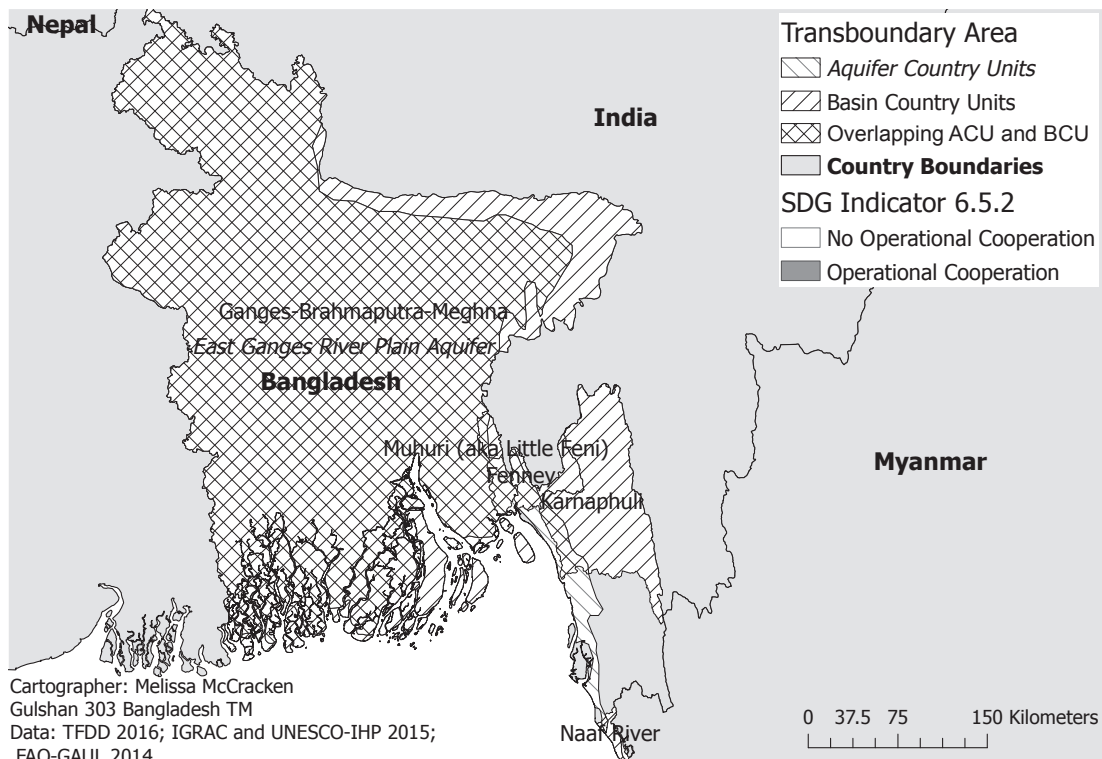 Nepal
India
Transboundary Area
Aquifer Country Units
Basin Country Units
Overlapping ACU and BCU
Country Boundaries
SDG Indicator 6.5.2
No Operational Cooperation
Operational Cooperation
Ganges-Brahmaputra-Meghna
East Ganges River Plain Aquifer
Bangladesh
Muhuri (aka Little Feni)
Fenney
Karnaphuli
Myanmar
Naaf River
Cartographer: Melissa McCracken
Gulshan 303 Bangladesh TM
Data: TFDD 2016; IGRAC and UNESCO-IHP 2015;
FAO-GAUL 2014
0 37.5 75 150 Kilometers